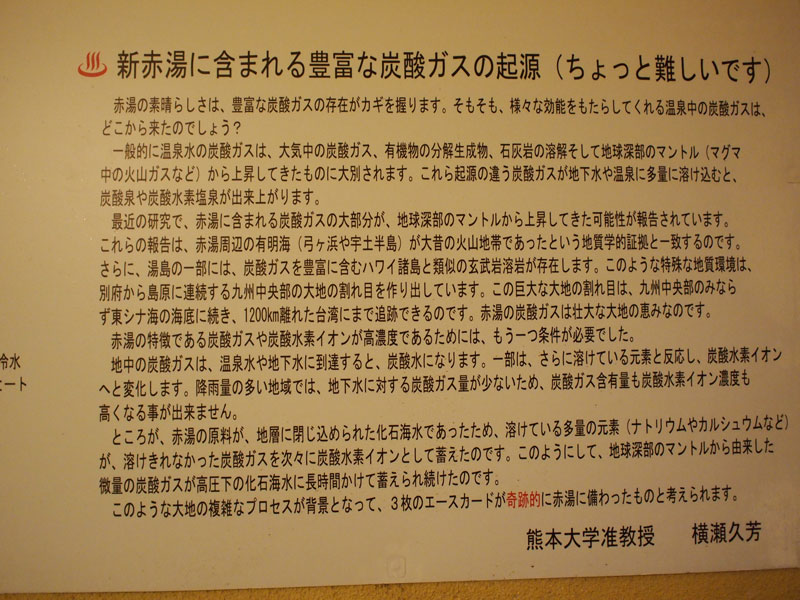 新赤湯に含まれる豊富な炭酸ガスの起源（ちょっと難しいです）
赤湯の素晴らしさは、豊富な炭酸ガスの存在がカギを握ります。そもそも、様々な効能をもたらしてくれる温泉中の炭酸ガスは、
どこから来たのでしょう？
一般的に温泉水の炭酸ガスは、大気中の炭酸ガス、有機物の分解生成物、石灰岩の溶解そして地球深部のマントル（マグマ
中の火山ガスなど）から上昇してきたものに大別されます。これら起源の違う炭酸ガスが地下水や温泉に多量に溶け込むと、
炭酸泉や炭酸水素塩泉が出来上がります。
最近の研究で、赤湯に含まれる炭酸ガスの大部分が、地球深部のマントルから上昇してきた可能性が報告されています。
これらの報告は、赤湯周辺の有明海（弓ヶ浜や宇土半島）が大昔の火山地帯であったという地質学的証拠と一致するのです。
さらに、湯島の一部には、炭酸ガスを豊富に含むハワイ諸島と類似の玄武岩溶岩が存在します。このような特殊な地質環境は、
別府から島原に連続する九州中央部の大地の割れ目を作り出しています。この巨大な大地の割れ目は、九州中央部のみなら
ず東シナ海の海底に続き、1200km離れた台湾にまで追跡できるのです。赤湯の炭酸ガスは壮大な大地の恵みなのです。
赤湯の特徴である炭酸ガスや炭酸水素イオンが高濃度であるためには、もう一つ条件が必要でした。
地中の炭酸ガスは、温泉水や地下水に到達すると、炭酸水になります。一部は、さらに溶けている元素と反応し、炭酸水素イオン
へと変化します。降雨量の多い地域では、地下水に対する炭酸ガス量が少ないため、炭酸ガス含有量も炭酸水素イオン濃度も
高くなる事が出来ません。
ところが、赤湯の原料が、地層に閉じ込められた化石海水であったため、溶けている多量の元素（ナトリウムやカルシュウムなど）
が、溶けきれなかった炭酸ガスを次々に炭酸水素イオンとして蓄えたのです。このようにして、地球深部のマントルから由来した
微量の炭酸ガスが高圧下の化石海水に長時間かけて蓄えられ続けたのです。
このような大地の複雑なプロセスが背景となって、３枚のエースカードが奇跡的に赤湯に備わったものと考えられます。
熊本大学准教授　横瀬久芳
冷水
ート